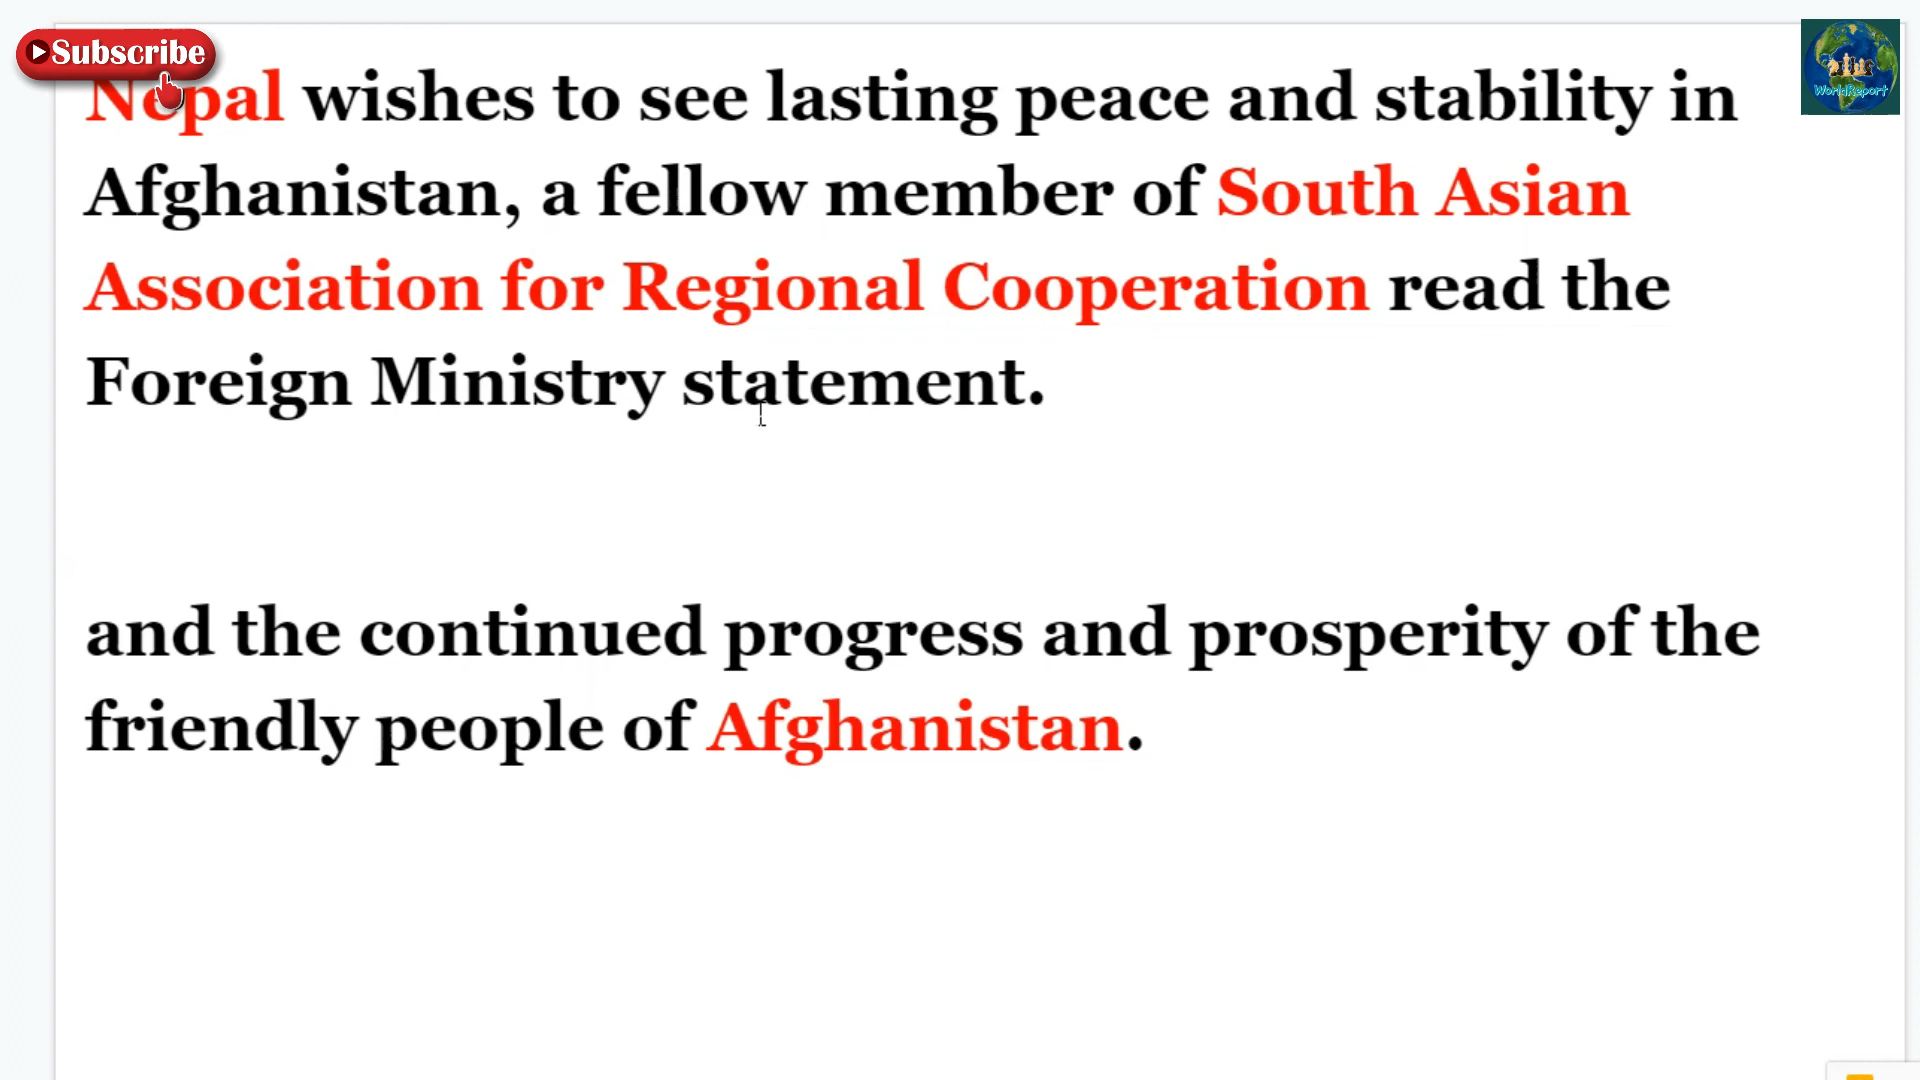 Subscribe
Nepal wishes to see lasting peace and stability in
Afghanistan, a fellow member of South Asian
Association for Regional Cooperation read the
Foreign Ministry statement.
and the continued progress and prosperity of the
friendly people of Afghanistan.
WorldReport